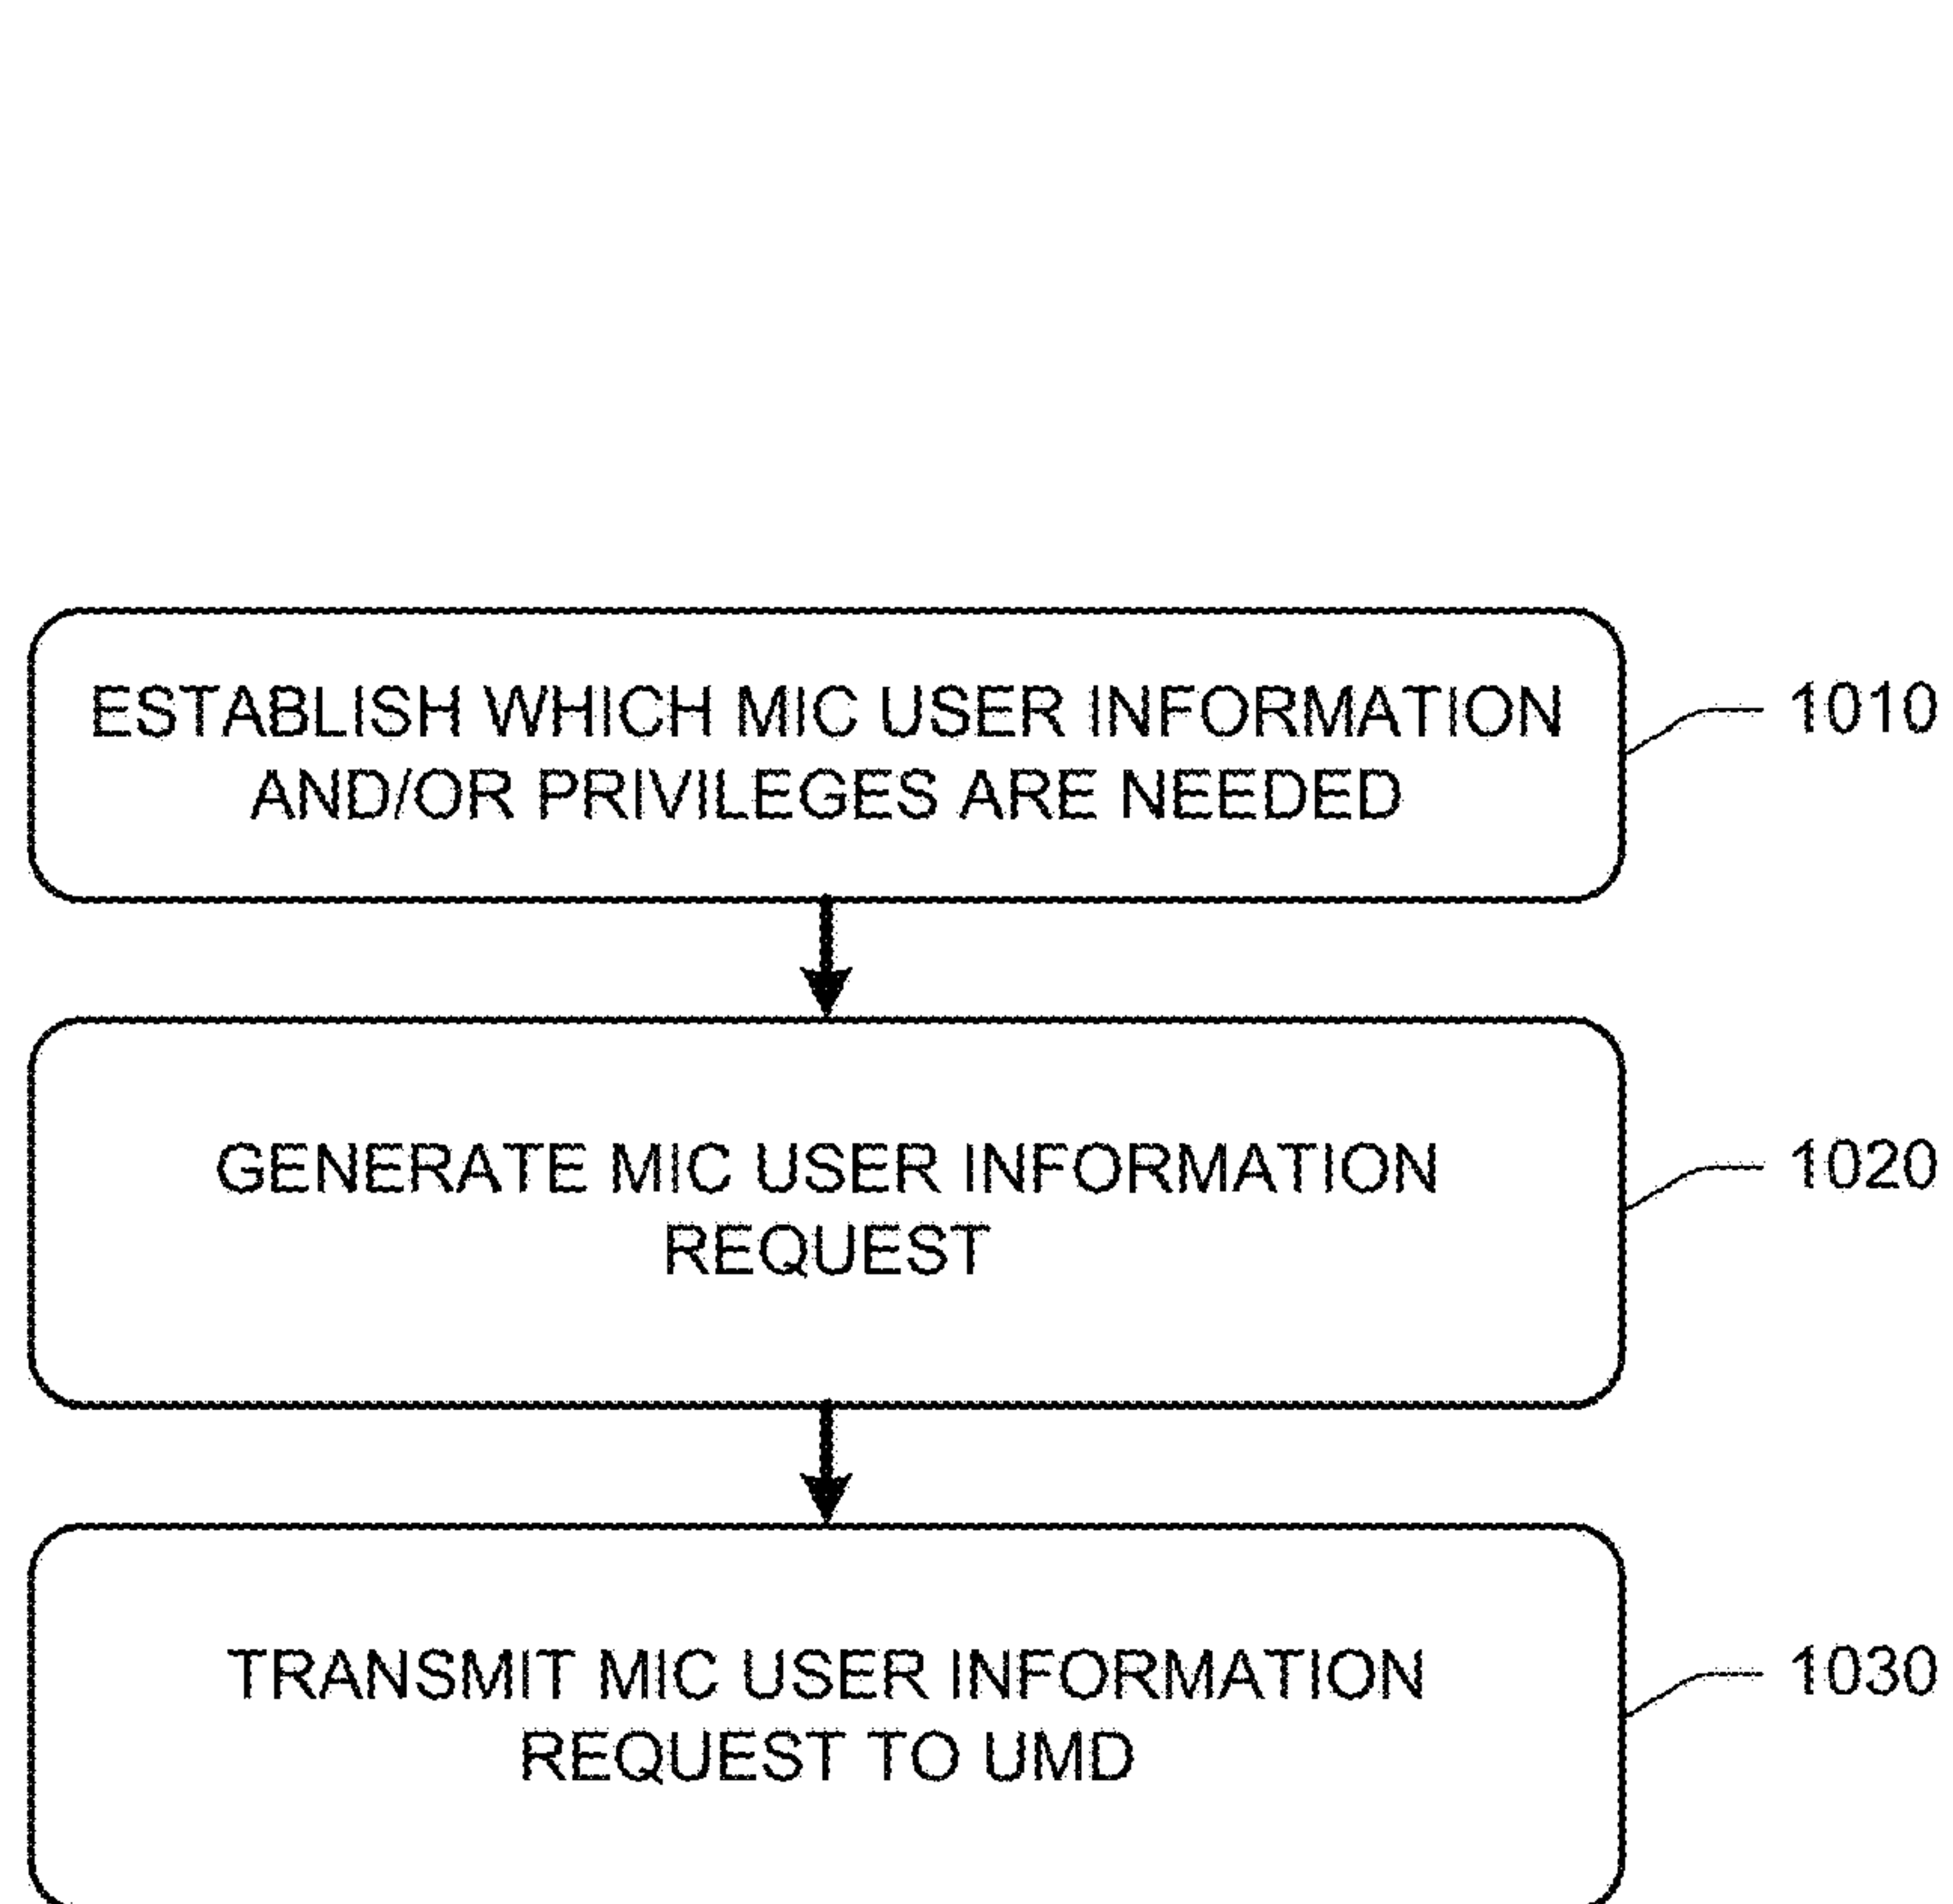 ESTABLISH WHICH MIC USER INFORMATION
AND/OR PRIVILEGES ARE NEEDED
1010
GENERATE MIC USER INFORMATION
REQUEST
1020
TRANSMIT MIC USER INFORMATION
REQUEST TO UMD
1030